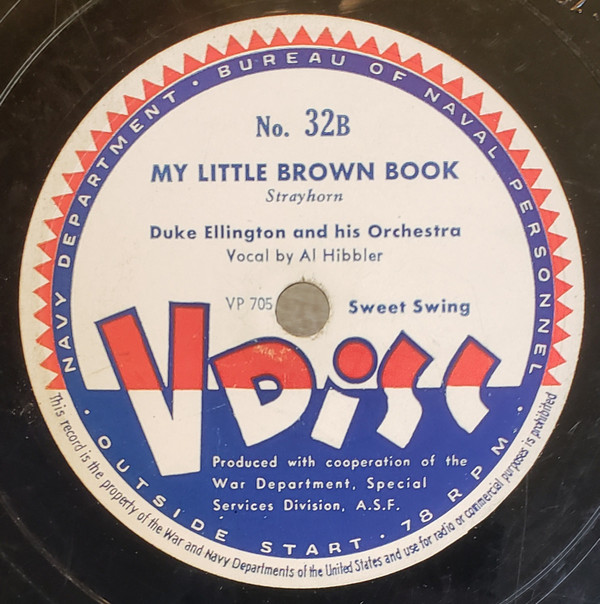 NAVY DEPARTMENT · BUREAU OF NAVAL PERSONNEL
No. 32B
MY LITTLE BROWN BOOK
Strayhorn
Duke Ellington and his Orchestra
Vocal by Al Hibbler
VP 705
Sweet Swing
V DiSC
Produced with cooperation of the
War Department, Special
Services Division, A.S.F.
· OUTSIDE START · 78 RPM ·
This record is the property of the War and Navy Departments of the United States and use for radio or commercial purposes is prohibited